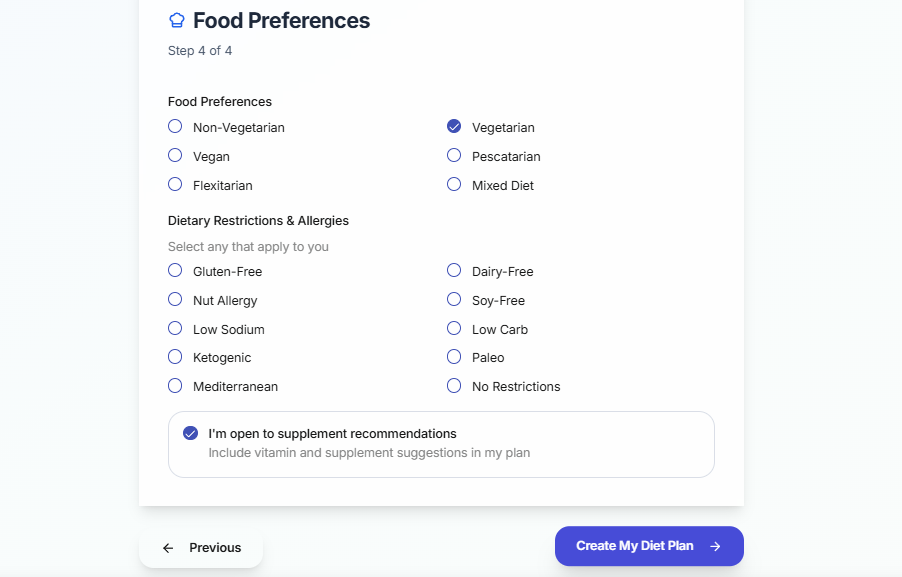 Food Preferences
Step 4 of 4
Food Preferences
Non-Vegetarian
Vegetarian
Vegan
Pescatarian
Flexitarian
Mixed Diet
Dietary Restrictions & Allergies
Select any that apply to you
Gluten-Free
Dairy-Free
Nut Allergy
Soy-Free
Low Sodium
Low Carb
Ketogenic
Paleo
Mediterranean
No Restrictions
I'm open to supplement recommendations
Include vitamin and supplement suggestions in my plan
Previous
Create My Diet Plan